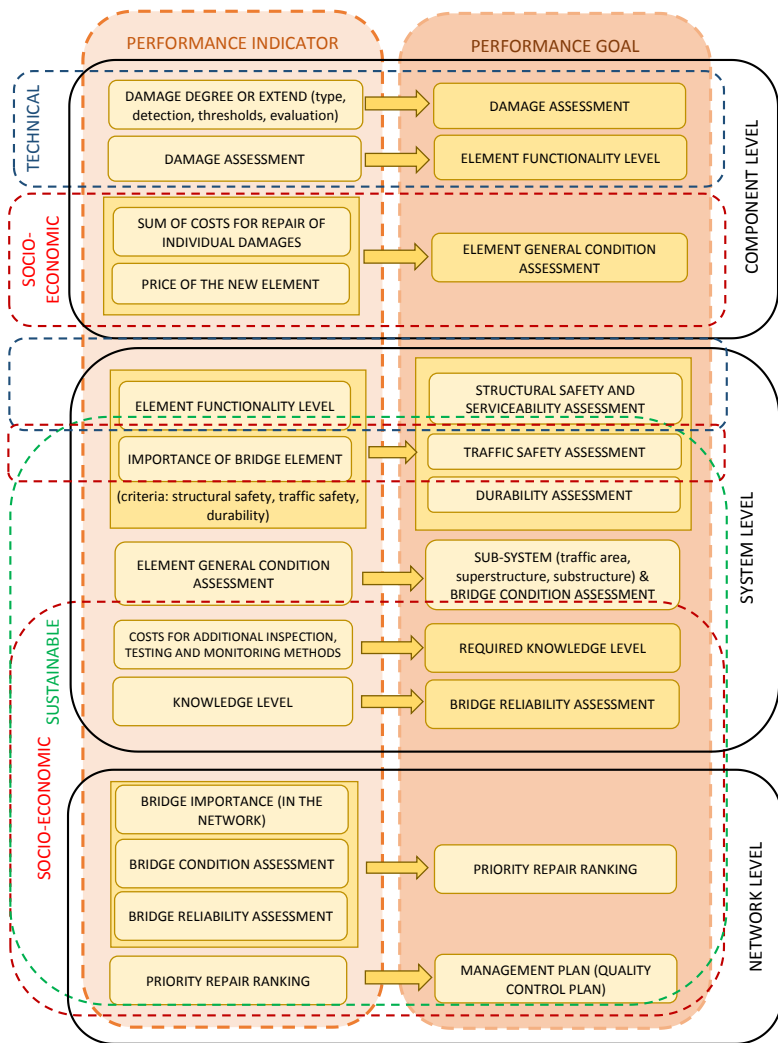 PERFORMANCE INDICATOR
PERFORMANCE GOAL
TECHNICAL
DAMAGE DEGREE OR EXTEND (type,
detection, thresholds, evaluation)
DAMAGE ASSESSMENT
DAMAGE ASSESSMENT
ELEMENT FUNCTIONALITY LEVEL
COMPONENT LEVEL
SOCIO-
ECONOMIC
SUM OF COSTS FOR REPAIR OF
INDIVIDUAL DAMAGES
PRICE OF THE NEW ELEMENT
ELEMENT GENERAL CONDITION
ASSESSMENT
ELEMENT FUNCTIONALITY LEVEL
IMPORTANCE OF BRIDGE ELEMENT
(criteria: structural safety, traffic safety,
durability)
STRUCTURAL SAFETY AND
SERVICEABILITY ASSESSMENT
TRAFFIC SAFETY ASSESSMENT
DURABILITY ASSESSMENT
SYSTEM LEVEL
ELEMENT GENERAL CONDITION
ASSESSMENT
SUB-SYSTEM (traffic area,
superstructure, substructure) &
BRIDGE CONDITION ASSESSMENT
SUSTAINABLE
COSTS FOR ADDITIONAL INSPECTION,
TESTING AND MONITORING METHODS
REQUIRED KNOWLEDGE LEVEL
KNOWLEDGE LEVEL
BRIDGE RELIABILITY ASSESSMENT
SOCIO-ECONOMIC
BRIDGE IMPORTANCE (IN THE
NETWORK)
BRIDGE CONDITION ASSESSMENT
BRIDGE RELIABILITY ASSESSMENT
PRIORITY REPAIR RANKING
NETWORK LEVEL
PRIORITY REPAIR RANKING
MANAGEMENT PLAN (QUALITY
CONTROL PLAN)